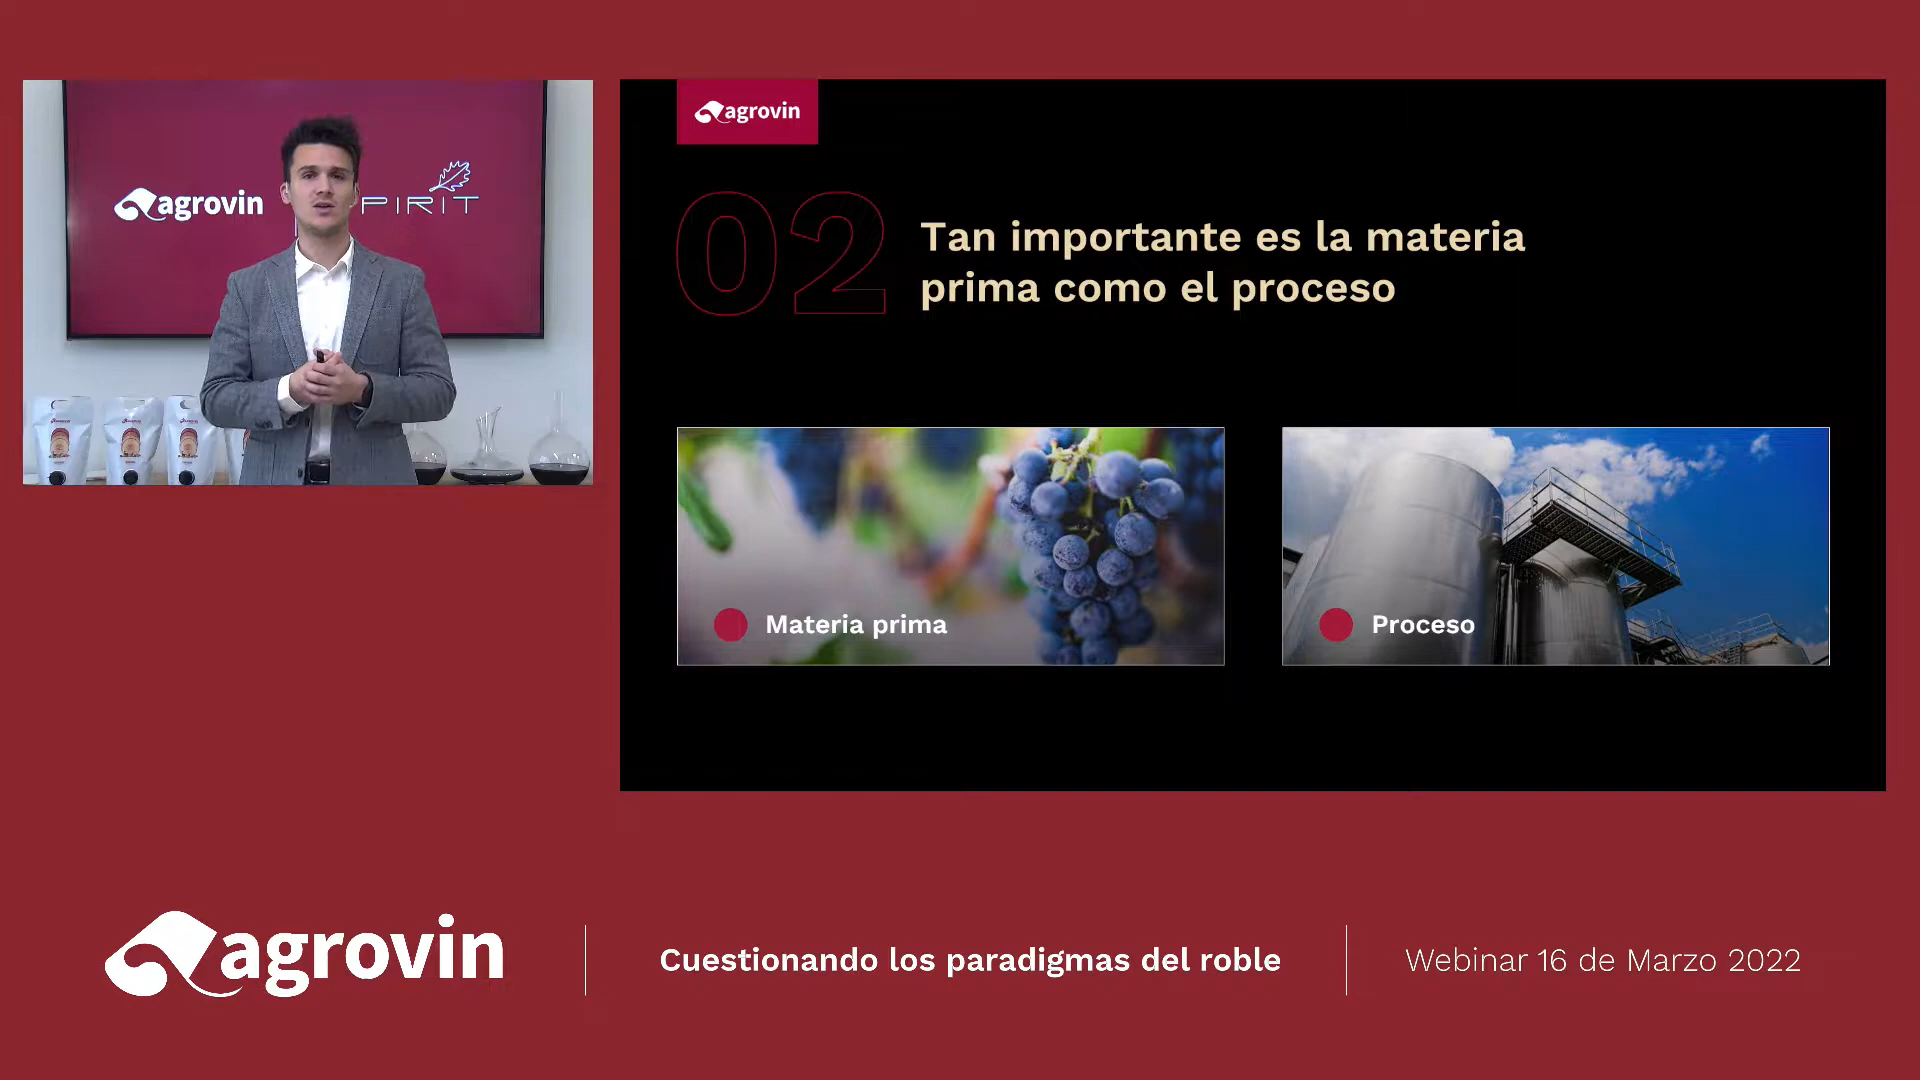 agrovin
PIRIT
agrovin
02
Tan importante es la materia
prima como el proceso
Materia prima
Proceso
agrovin
Cuestionando los paradigmas del roble
Webinar 16 de Marzo 2022